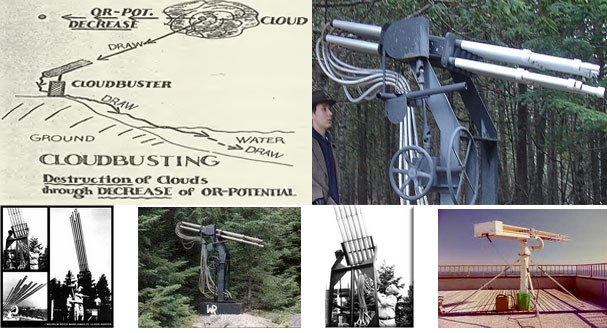 OR-POT.
DECREASE
CLOUD
DRAW
CLOUDBUSTER
DRAW
GROUND
WATER
DRAW
CLOUDBUSTING
Destruction of Clouds
through DECREASE of OR-POTENTIAL
WR